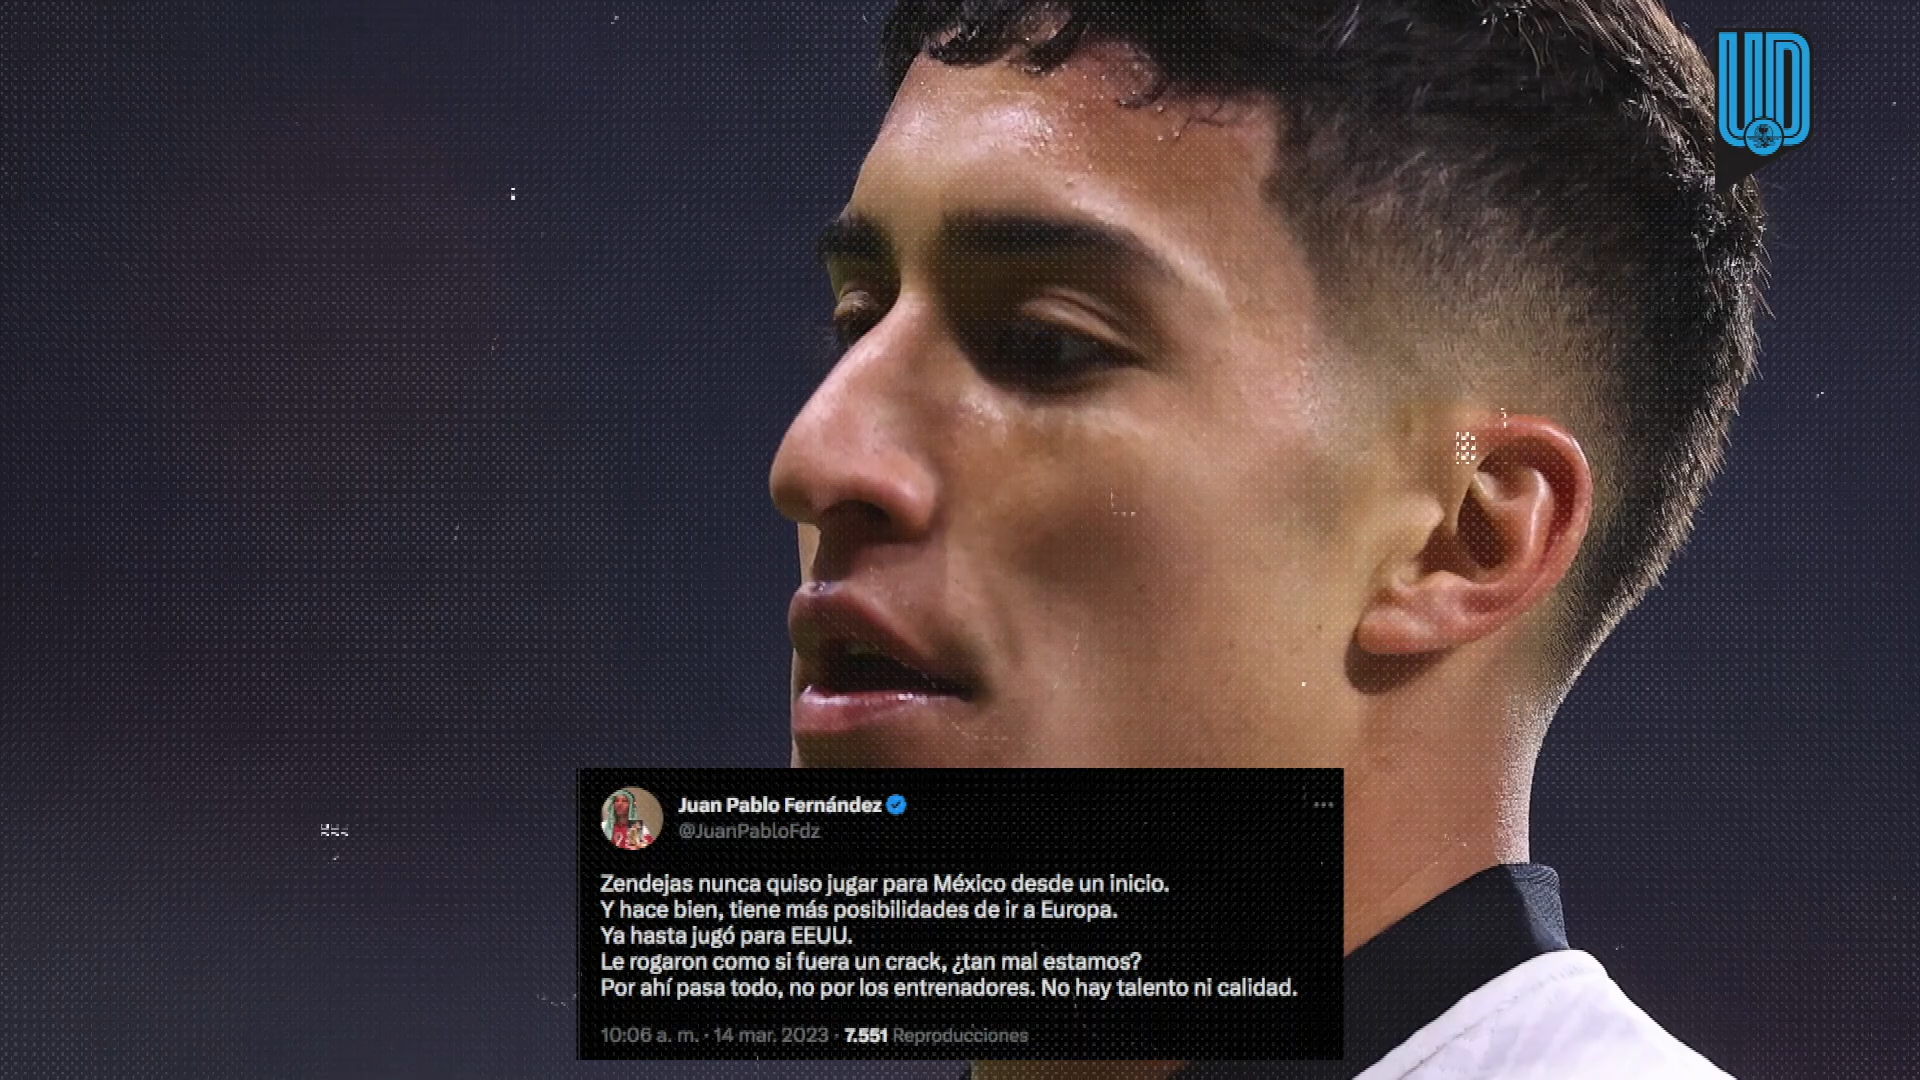 UD
Juan Pablo Fernández
@JuanPabloFdz
Zendejas nunca quiso jugar para México desde un inicio.
Y hace bien, tiene más posibilidades de ir a Europa.
Ya hasta jugó para EEUU.
Le rogaron como si fuera un crack, ¿tan mal estamos?
Por ahí pasa todo, no por los entrenadores. No hay talento ni calidad.
10:06 a. m. · 14 mar. 2023 · 7.551 Reproducciones